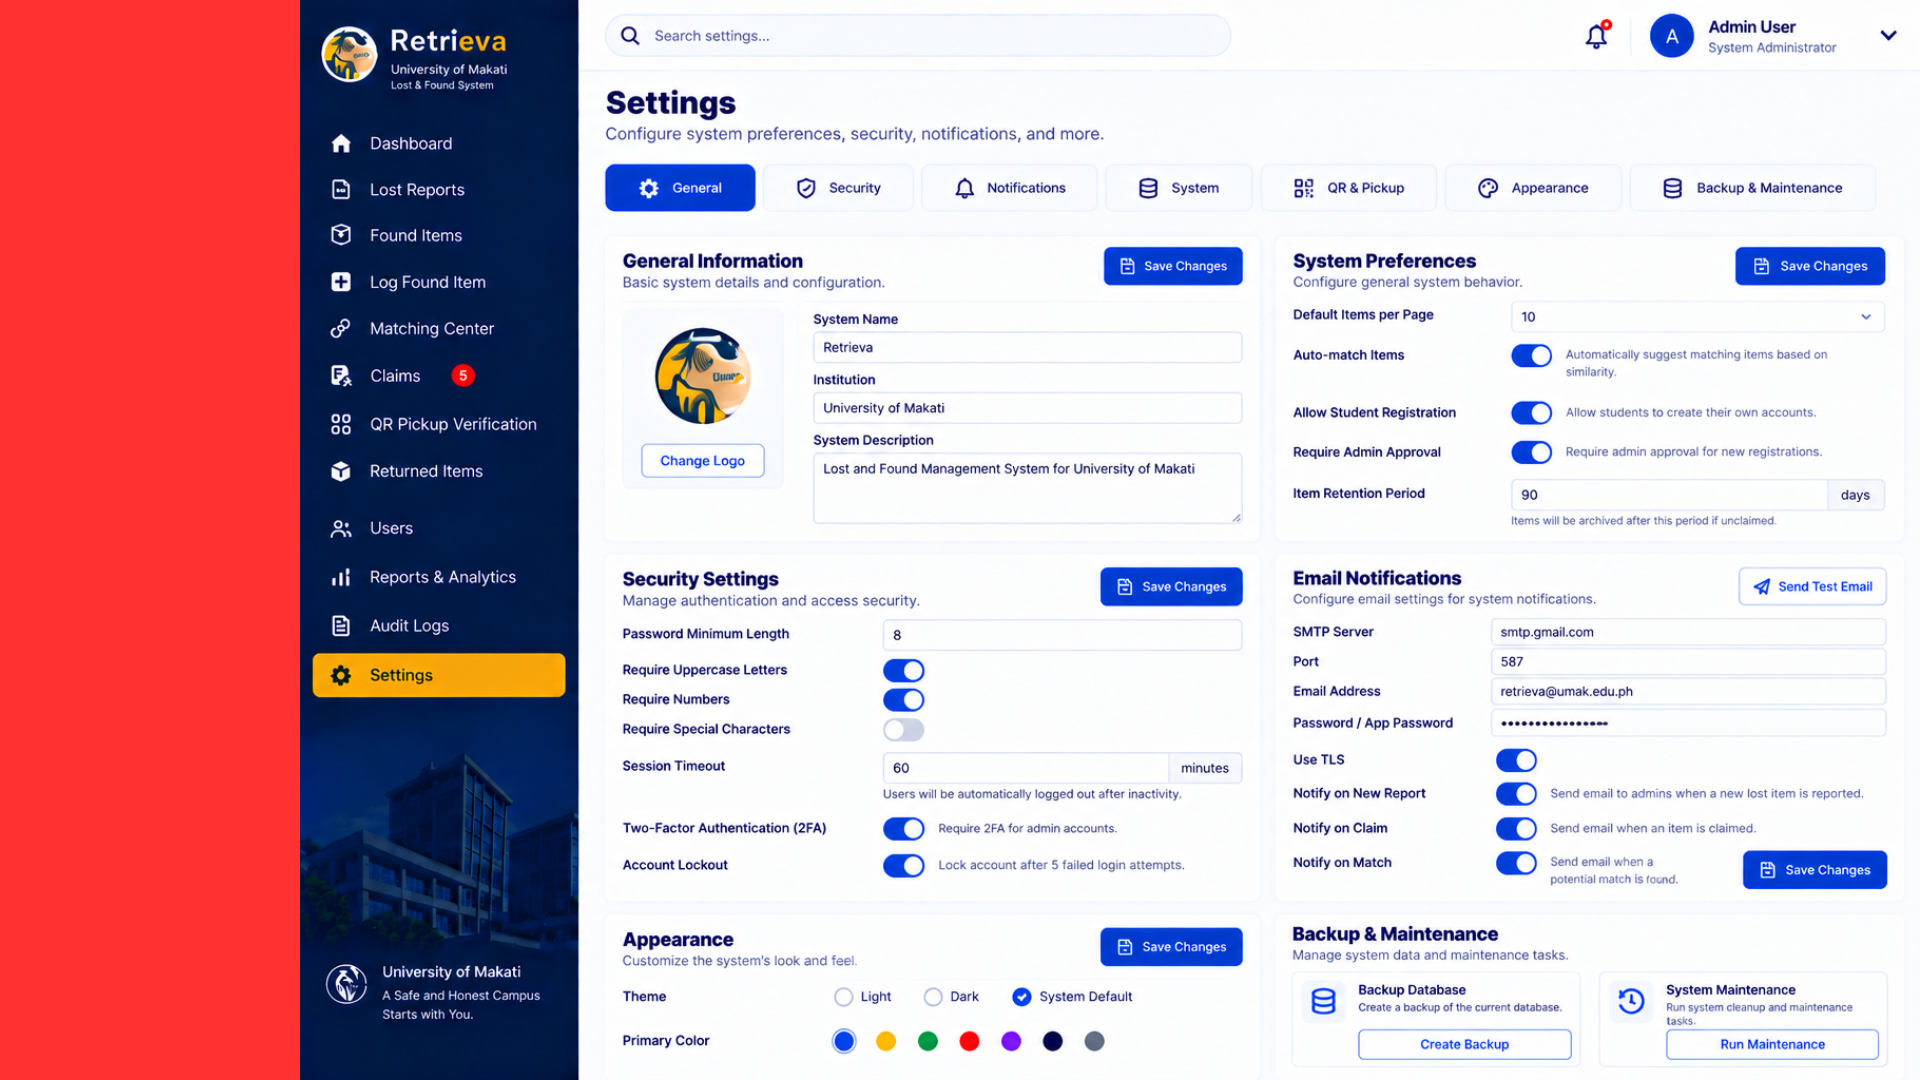 Retrieva
University of Makati
Lost & Found System
Dashboard
Lost Reports
Found Items
Log Found Item
Matching Center
Claims 5
QR Pickup Verification
Returned Items
Users
Reports & Analytics
Audit Logs
Settings
University of Makati
A Safe and Honest Campus
Starts with You.
Search settings...
A
Admin User
System Administrator
Settings
Configure system preferences, security, notifications, and more.
General
Security
Notifications
System
QR & Pickup
Appearance
Backup & Maintenance
General Information
Basic system details and configuration.
Save Changes
Change Logo
System Name
Retrieva
Institution
University of Makati
System Description
Lost and Found Management System for University of Makati
System Preferences
Configure general system behavior.
Save Changes
Default Items per Page
10
Auto-match Items
Automatically suggest matching items based on
similarity.
Allow Student Registration
Allow students to create their own accounts.
Require Admin Approval
Require admin approval for new registrations.
Item Retention Period
90
days
Items will be archived after this period if unclaimed.
Security Settings
Manage authentication and access security.
Save Changes
Password Minimum Length
8
Require Uppercase Letters
Require Numbers
Require Special Characters
Session Timeout
60
minutes
Users will be automatically logged out after inactivity.
Two-Factor Authentication (2FA)
Require 2FA for admin accounts.
Account Lockout
Lock account after 5 failed login attempts.
Email Notifications
Configure email settings for system notifications.
Send Test Email
SMTP Server
smtp.gmail.com
Port
587
Email Address
retrieva@umak.edu.ph
Password / App Password
••••••••••••••••
Use TLS
Notify on New Report
Send email to admins when a new lost item is reported.
Notify on Claim
Send email when an item is claimed.
Notify on Match
Send email when a
potential match is found.
Save Changes
Appearance
Customize the system's look and feel.
Save Changes
Theme
Light
Dark
System Default
Primary Color
Backup & Maintenance
Manage system data and maintenance tasks.
Backup Database
Create a backup of the current database.
Create Backup
System Maintenance
Run system cleanup and maintenance
tasks.
Run Maintenance